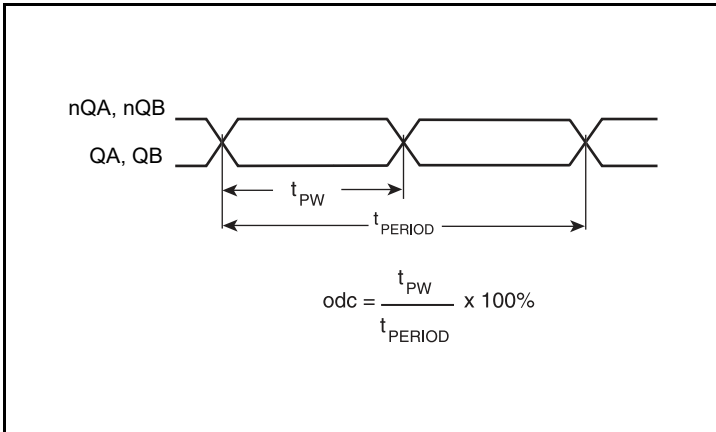 nQA, nQB
QA, QB
tPW
tPERIOD
odc = tPW / tPERIOD x 100%